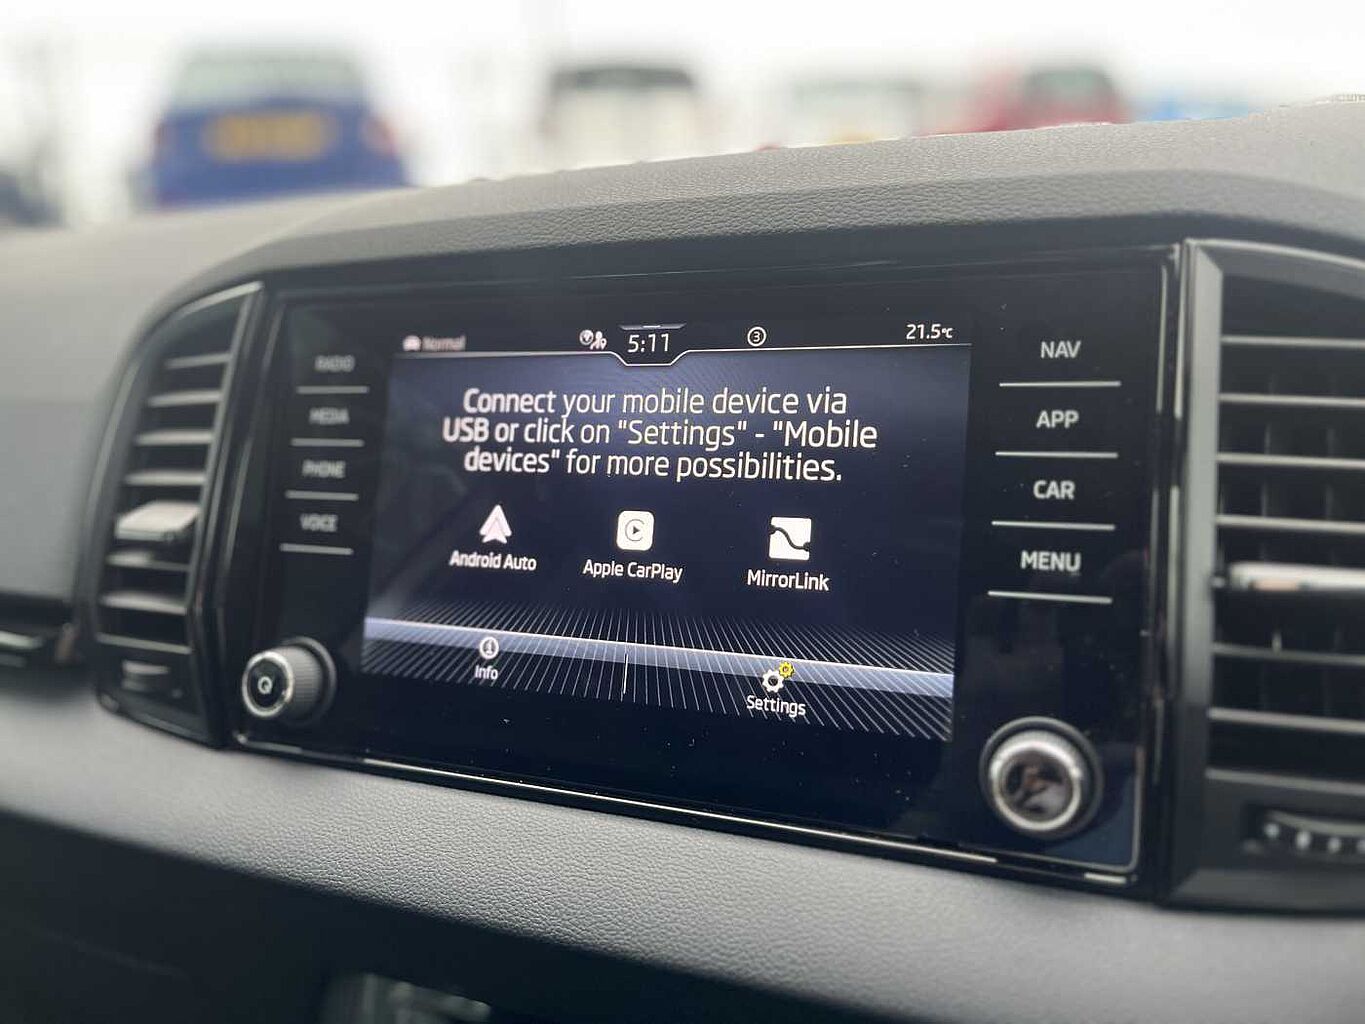 Normal
5:11
3
21.5°C
RADIO
MEDIA
PHONE
VOICE
Connect your mobile device via
USB or click on "Settings" - "Mobile
devices" for more possibilities.
Android Auto
Apple CarPlay
MirrorLink
Info
Settings
NAV
APP
CAR
MENU